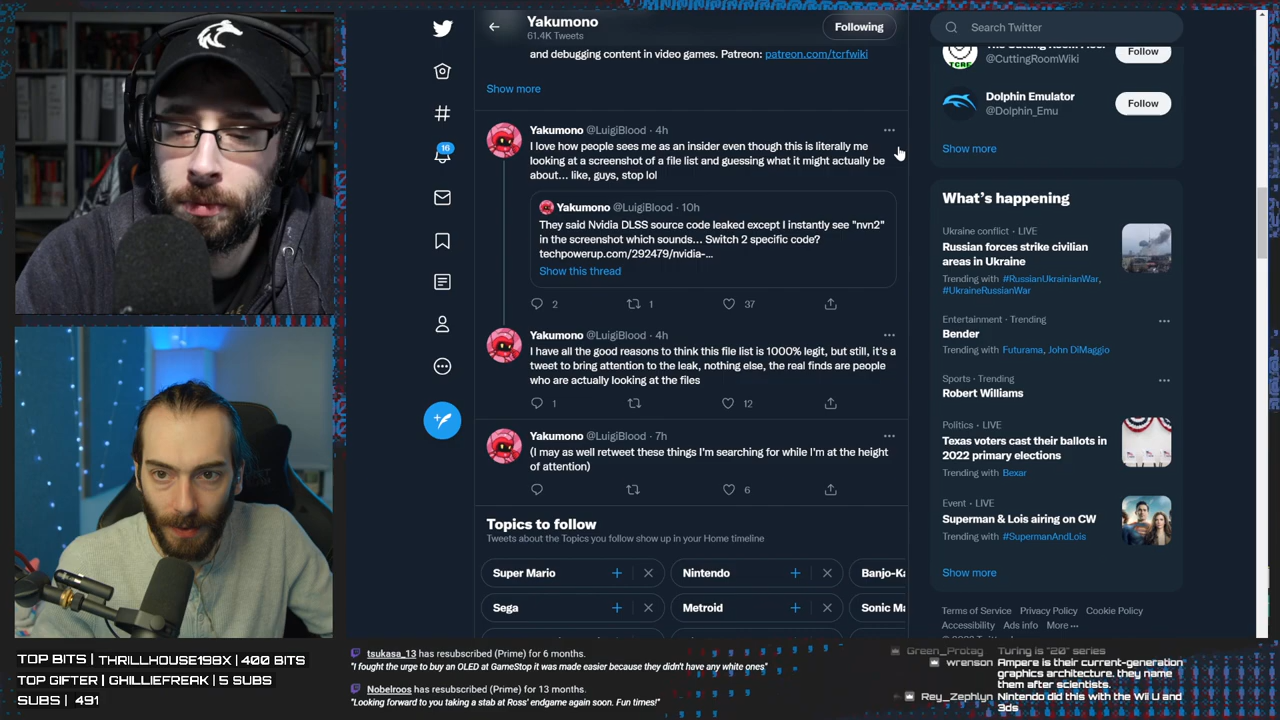 Yakumono
61.4K Tweets
Following
Search Twitter
and debugging content in video games. Patreon: patreon.com/tcrfwiki
Show more
Yakumono @LuigiBlood · 4h
I love how people sees me as an insider even though this is literally me
looking at a screenshot of a file list and guessing what it might actually be
about... like, guys, stop lol
Yakumono @LuigiBlood · 10h
They said Nvidia DLSS source code leaked except I instantly see "nvn2"
in the screenshot which sounds... Switch 2 specific code?
techpowerup.com/292479/nvidia-...
Show this thread
2
1
37
Yakumono @LuigiBlood · 4h
I have all the good reasons to think this file list is 1000% legit, but still, it's a
tweet to bring attention to the leak, nothing else, the real finds are people
who are actually looking at the files
1
12
Yakumono @LuigiBlood · 7h
(I may as well retweet these things I'm searching for while I'm at the height
of attention)
6
Topics to follow
Tweets about the Topics you follow show up in your Home timeline
Super Mario
Nintendo
Banjo-Ka
Sega
Metroid
Sonic Ma
16
TCRF
@CuttingRoomWiki
Follow
Dolphin Emulator
@Dolphin_Emu
Follow
Show more
What's happening
Ukraine conflict · LIVE
Russian forces strike civilian
areas in Ukraine
Trending with #RussianUkrainianWar,
#UkraineRussianWar
Entertainment · Trending
Bender
Trending with Futurama, John DiMaggio
Sports · Trending
Robert Williams
Politics · LIVE
Texas voters cast their ballots in
2022 primary elections
Trending with Bexar
Event · LIVE
Superman & Lois airing on CW
Trending with #SupermanAndLois
Show more
Terms of Service Privacy Policy Cookie Policy
Accessibility Ads info More ···
TOP BITS | THRILLHOUSE198X | 400 BITS
TOP GIFTER | GHILLIEFREAK | 5 SUBS
SUBS | 491
tsukasa_13 has resubscribed (Prime) for 6 months.
"I fought the urge to buy an OLED at GameStop it was made easier because they didn't have any white ones"
Nobelroos has resubscribed (Prime) for 13 months.
"Looking forward to you taking a stab at Ross' endgame again soon. Fun times!"
Green_Protag Turing is "20" series
wrenson Ampere is their current-generation
graphics architecture. they name
them after scientists.
Rey_Zephlyn Nintendo did this with the Wii U and
3ds